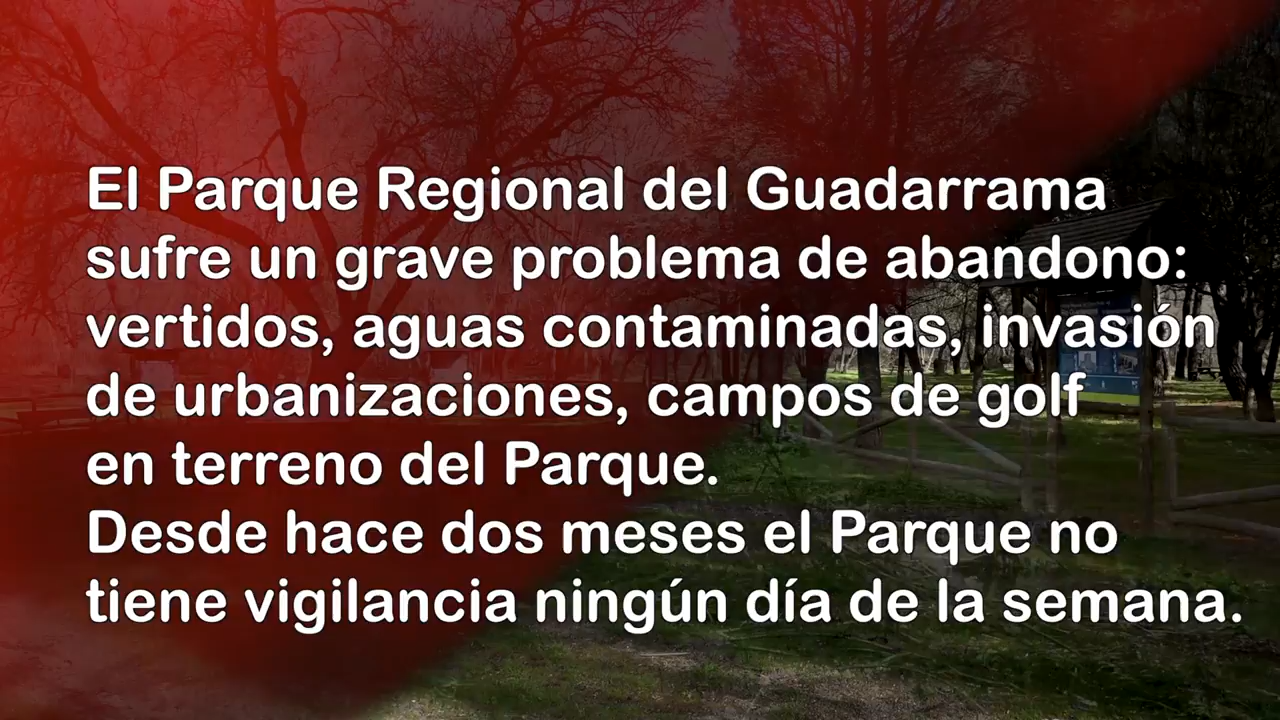 El Parque Regional del Guadarrama
sufre un grave problema de abandono:
vertidos, aguas contaminadas, invasión
de urbanizaciones, campos de golf
en terreno del Parque.
Desde hace dos meses el Parque no
tiene vigilancia ningún día de la semana.